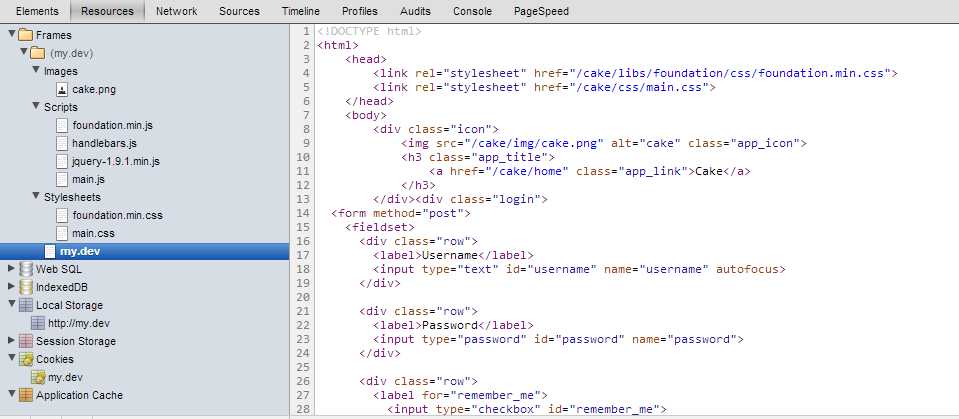 Elements Resources Network Sources Timeline Profiles Audits Console PageSpeed
Frames
(my.dev)
Images
cake.png
Scripts
foundation.min.js
handlebars.js
jquery-1.9.1.min.js
main.js
Stylesheets
foundation.min.css
main.css
my.dev
Web SQL
IndexedDB
Local Storage
http://my.dev
Session Storage
Cookies
my.dev
Application Cache
1 <!DOCTYPE html>
2 <html>
3 <head>
4 <link rel="stylesheet" href="/cake/libs/foundation/css/foundation.min.css">
5 <link rel="stylesheet" href="/cake/css/main.css">
6 </head>
7 <body>
8 <div class="icon">
9 <img src="/cake/img/cake.png" alt="cake" class="app_icon">
10 <h3 class="app_title">
11 <a href="/cake/home" class="app_link">Cake</a>
12 </h3>
13 </div><div class="login">
14 <form method="post">
15 <fieldset>
16 <div class="row">
17 <label>Username</label>
18 <input type="text" id="username" name="username" autofocus>
19 </div>
20
21 <div class="row">
22 <label>Password</label>
23 <input type="password" id="password" name="password">
24 </div>
25
26 <div class="row">
27 <label for="remember_me">
28 <input type="checkbox" id="remember_me">